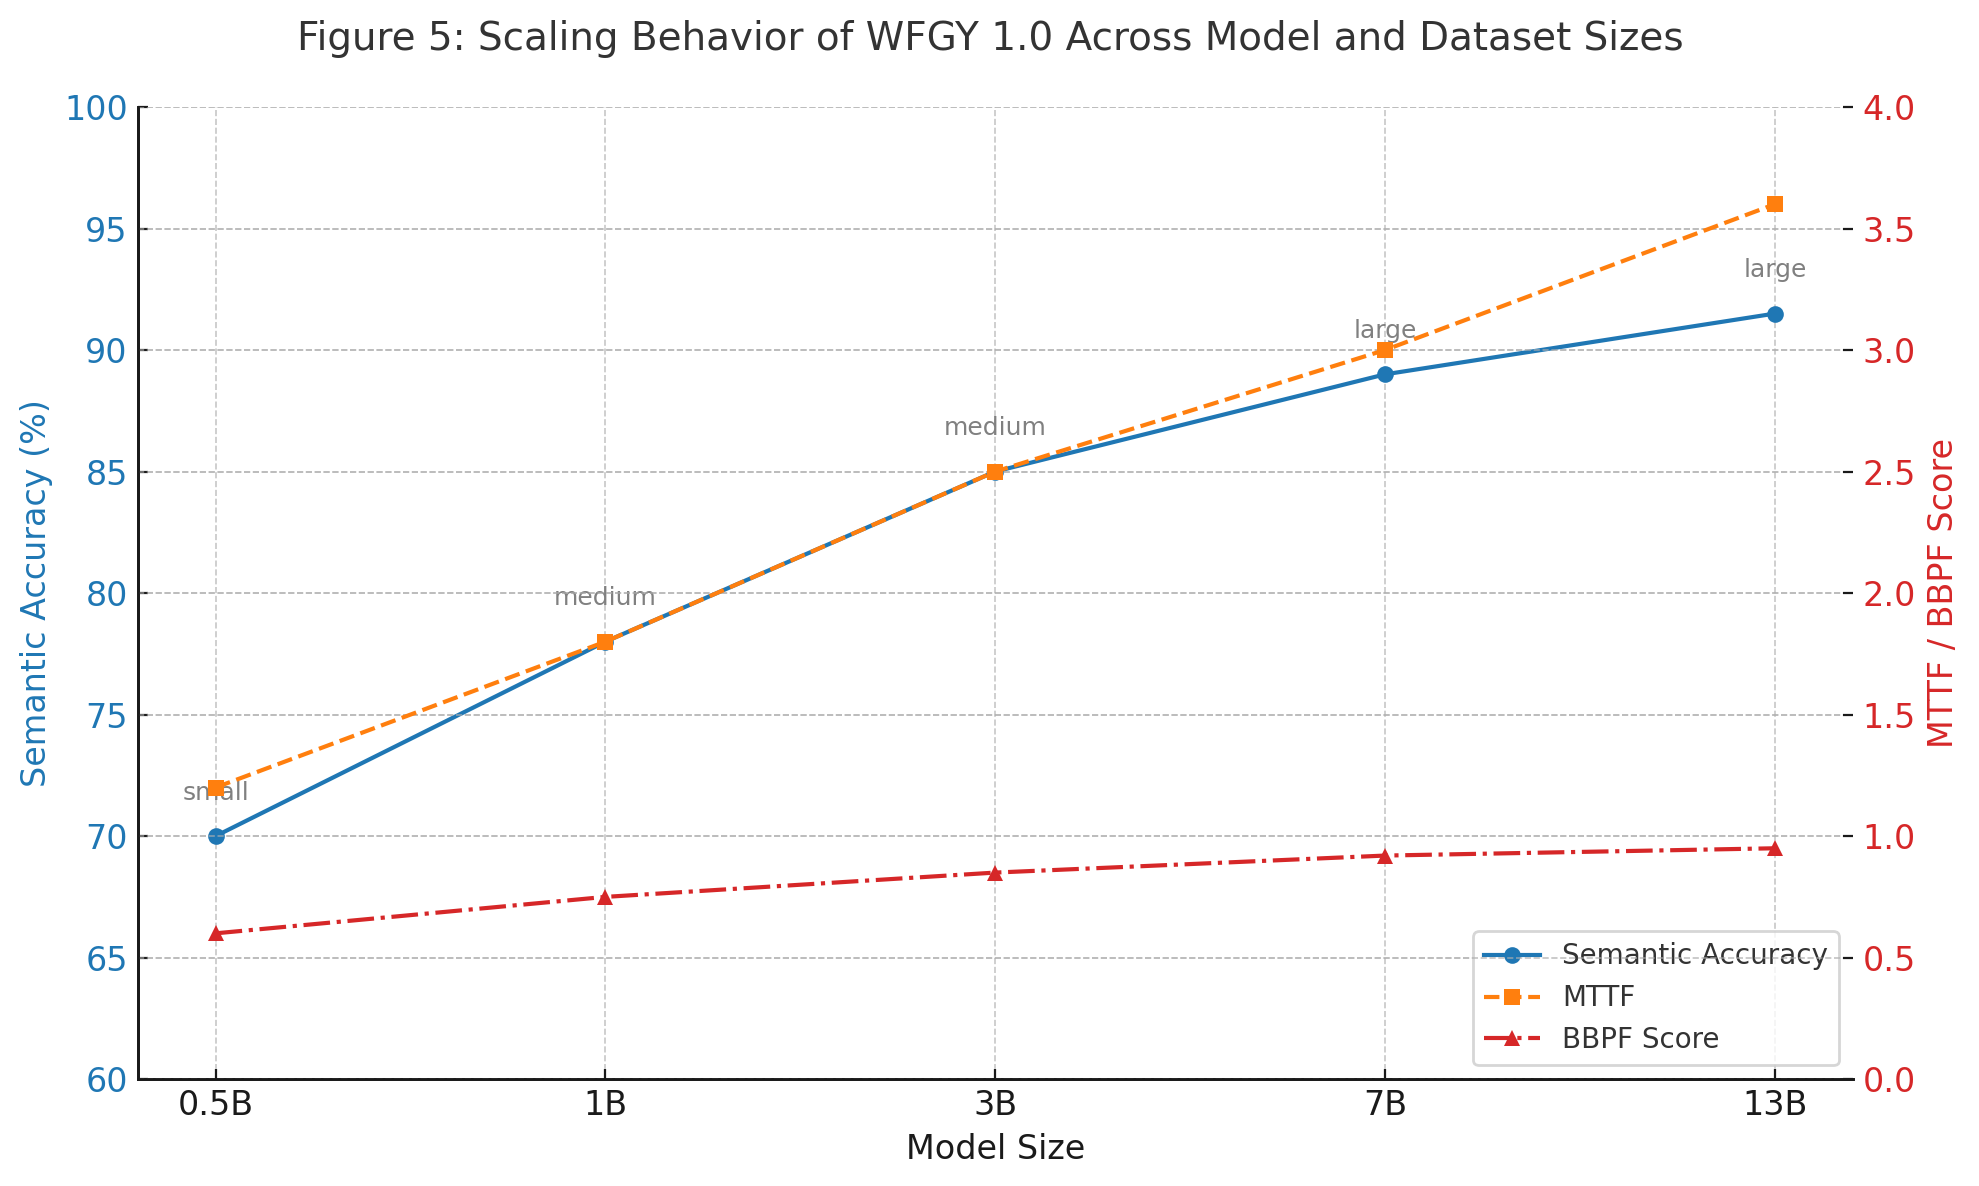 Figure 5: Scaling Behavior of WFGY 1.0 Across Model and Dataset Sizes
100
95
90
85
80
75
70
65
60
Semantic Accuracy (%)
4.0
3.5
3.0
2.5
2.0
1.5
1.0
0.5
0.0
MTTF / BBPF Score
small
medium
medium
large
large
Semantic Accuracy
MTTF
BBPF Score
0.5B 1B 3B 7B 13B
Model Size